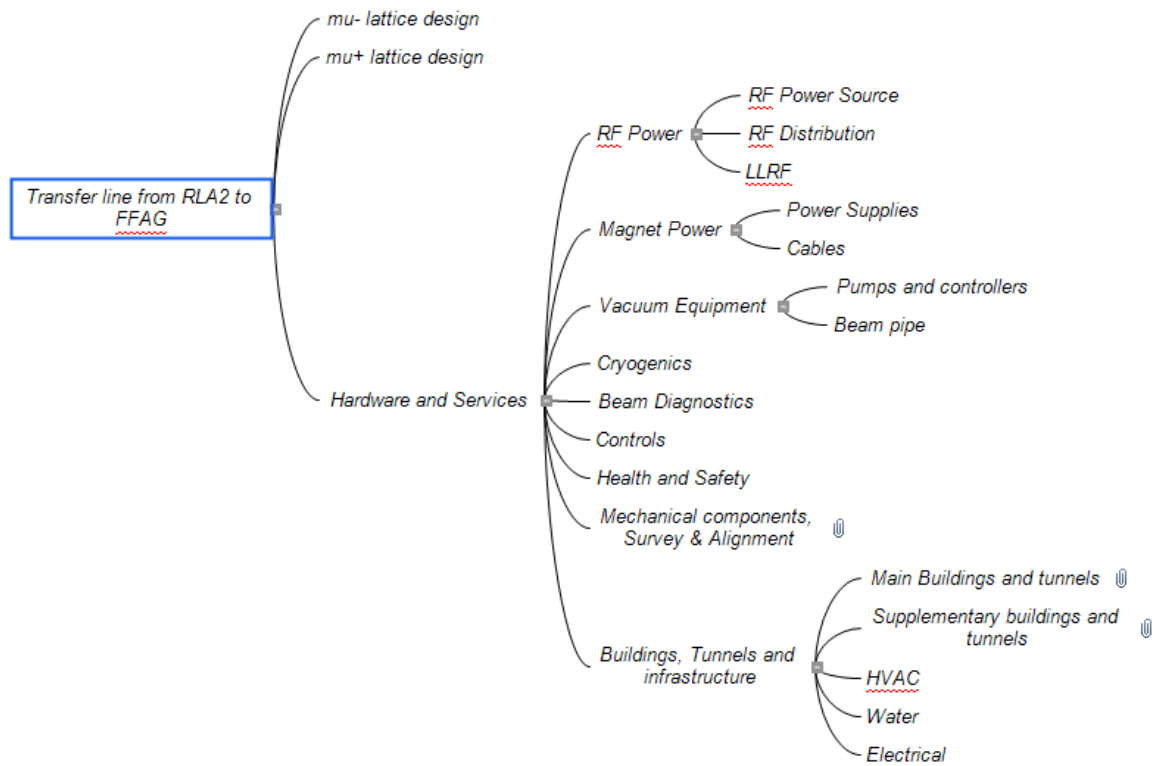 mu- lattice design
mu+ lattice design
Transfer line from RLA2 to
FFAG
Hardware and Services
RF Power
RF Power Source
RF Distribution
LLRF
Magnet Power
Power Supplies
Cables
Vacuum Equipment
Pumps and controllers
Beam pipe
Cryogenics
Beam Diagnostics
Controls
Health and Safety
Mechanical components,
Survey & Alignment
Buildings, Tunnels and
infrastructure
Main Buildings and tunnels
Supplementary buildings and
tunnels
HVAC
Water
Electrical